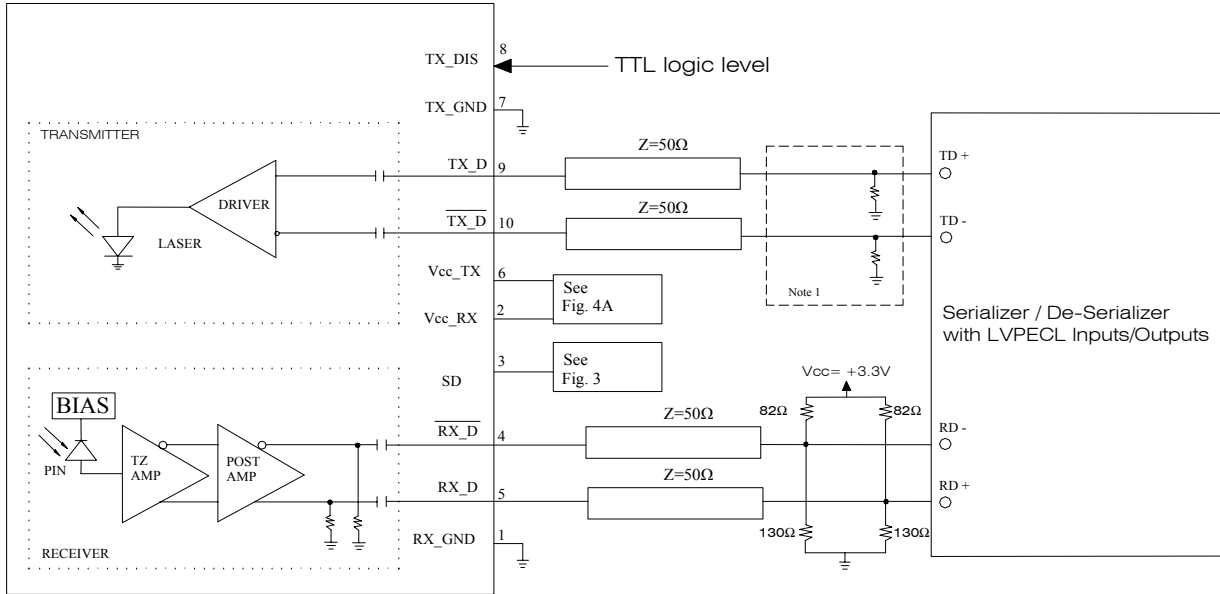 8
TX_DIS
TTL logic level
TX_GND
7
TRANSMITTER
Z=50Ω
TX_D
9
TD +
DRIVER
Z=50Ω
TX_D
10
TD -
LASER
Vcc_TX
6
See
Fig. 4A
Note 1
Vcc_RX
2
Serializer / De-Serializer
with LVPECL Inputs/Outputs
3
SD
See
Fig. 3
Vcc= +3.3V
82Ω
82Ω
BIAS
Z=50Ω
RX_D
4
RD -
PIN
TZ
AMP
POST
AMP
Z=50Ω
RX_D
5
RD +
130Ω
130Ω
RX_GND
1
RECEIVER